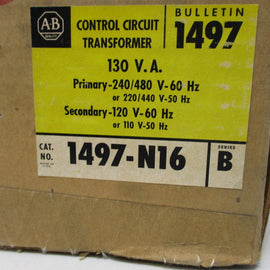 A-B
QUALITY
CONTROL CIRCUIT
TRANSFORMER
BULLETIN
1497
130 V.A.
Primary-240/480 V-60 Hz
or 220/440 V-50 Hz
Secondary-120 V-60 Hz
or 110 V-50 Hz
CAT.
NO.
1497-N16
SERIES
B